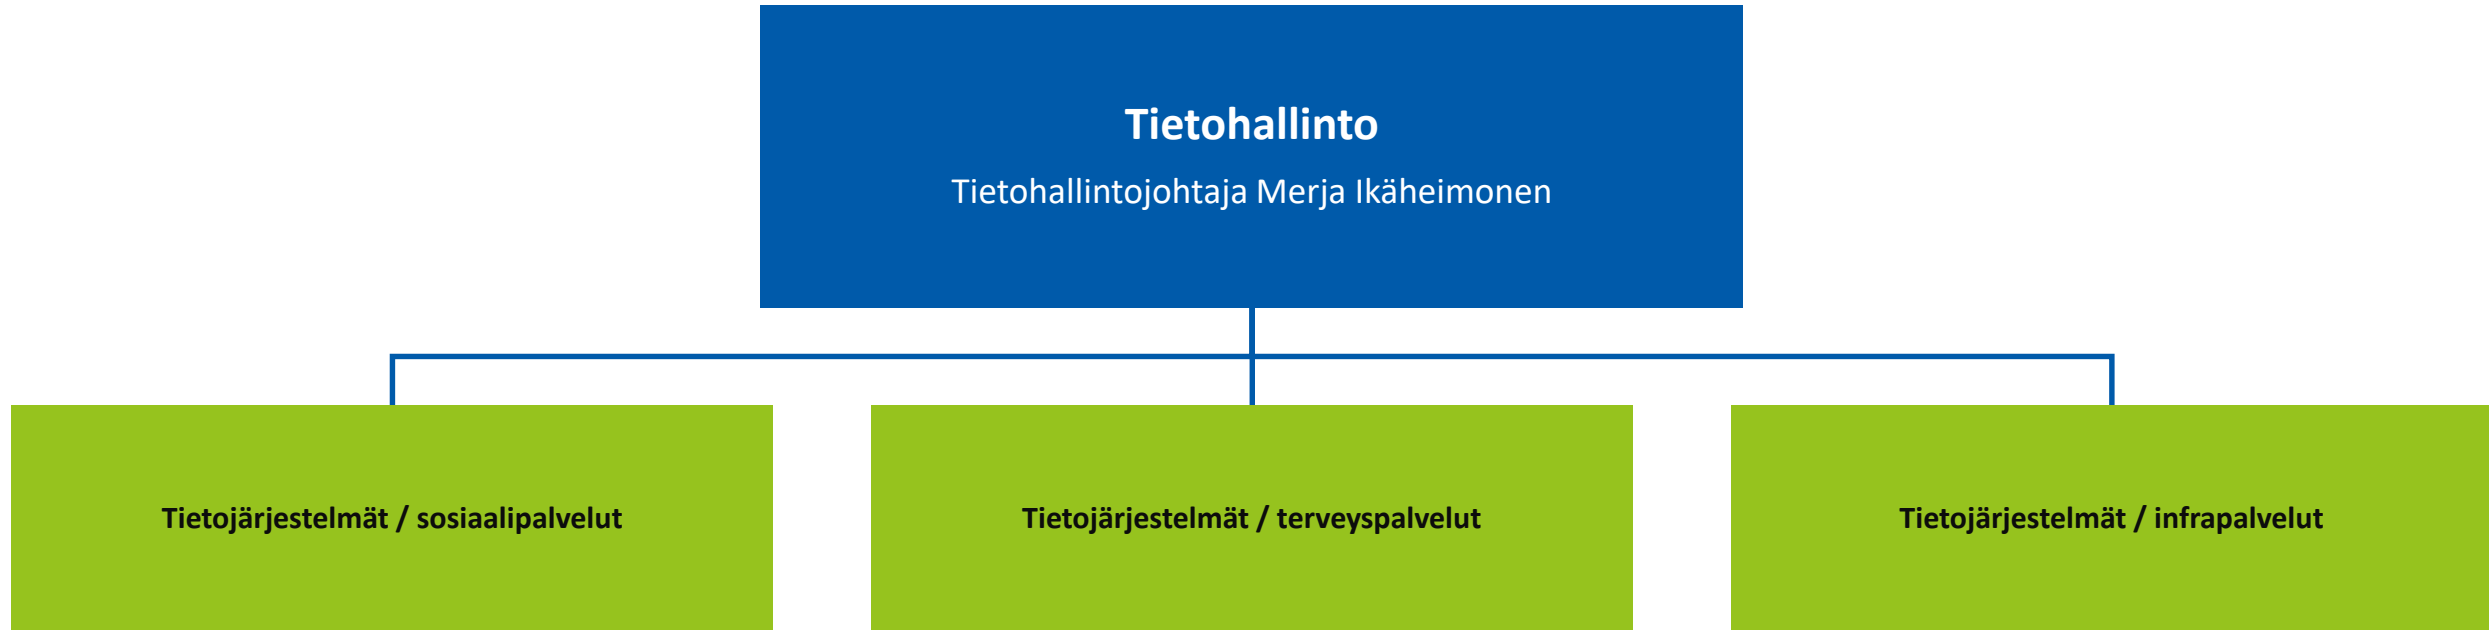 Tietohallinto
Tietohallintojohtaja Merja Ikäheimonen
Tietojärjestelmät / sosiaalipalvelut
Tietojärjestelmät / terveyspalvelut
Tietojärjestelmät / infrapalvelut